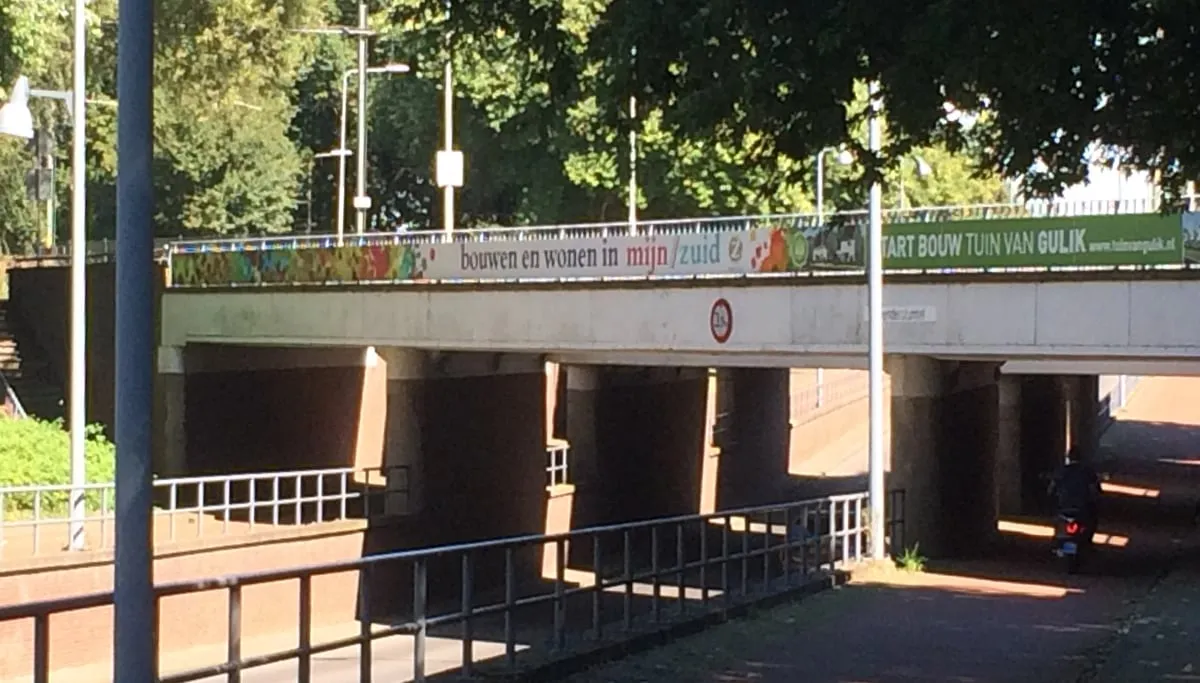 bouwen en wonen in mijn/zuid
START BOUW TUIN VAN GULIK www.tuinvangulik.nl